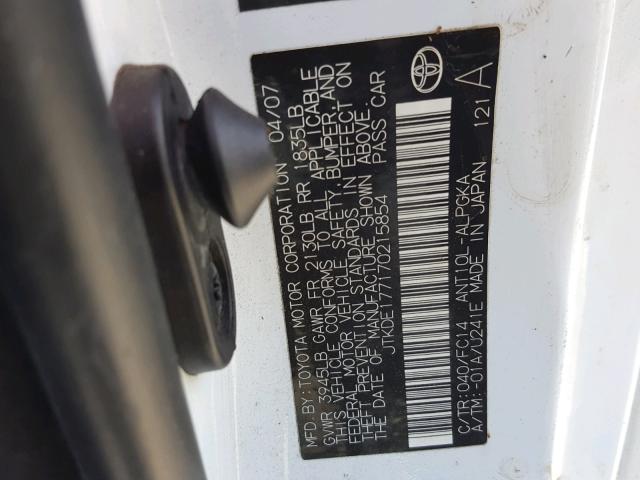 MFD.BY:TOYOTA MOTOR CORPORATION 04/07
GVWR 3945LB GAWR FR 2130LB RR 1835LB
THIS VEHICLE CONFORMS TO ALL APPLICABLE
FEDERAL MOTOR VEHICLE SAFETY, BUMPER, AND
THEFT PREVENTION STANDARDS IN EFFECT ON
THE DATE OF MANUFACTURE SHOWN ABOVE.
JTKDE177170215854 PASS CAR
C/TR:040/FC14 ANT10L-ALPGKA
A/TM:-01A/U241E MADE IN JAPAN 121 A